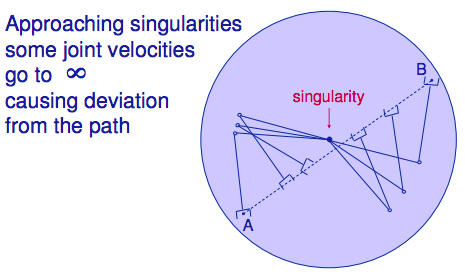 Approaching singularities
some joint velocities
go to ∞
causing deviation
from the path
B
singularity
A